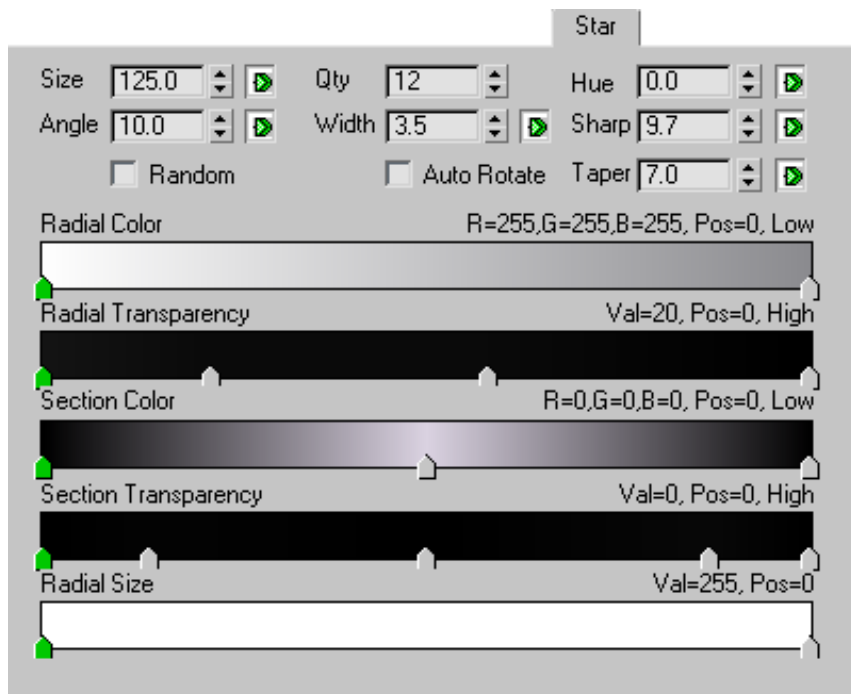 Star
Size 125.0 Qty 12 Hue 0.0
Angle 10.0 Width 3.5 Sharp 9.7
Random Auto Rotate Taper 7.0
Radial Color R=255,G=255,B=255, Pos=0, Low
Radial Transparency Val=20, Pos=0, High
Section Color R=0,G=0,B=0, Pos=0, Low
Section Transparency Val=0, Pos=0, High
Radial Size Val=255, Pos=0